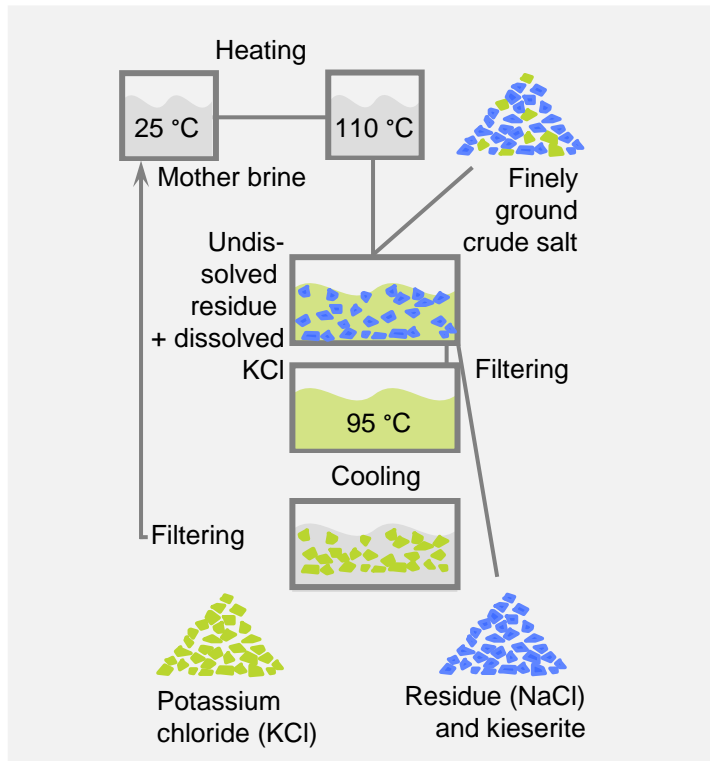 Heating
25 °C
110 °C
Mother brine
Finely
ground
crude salt
Undis-
solved
residue
+ dissolved
KCl
Filtering
95 °C
Cooling
Filtering
Potassium
chloride (KCl)
Residue (NaCl)
and kieserite